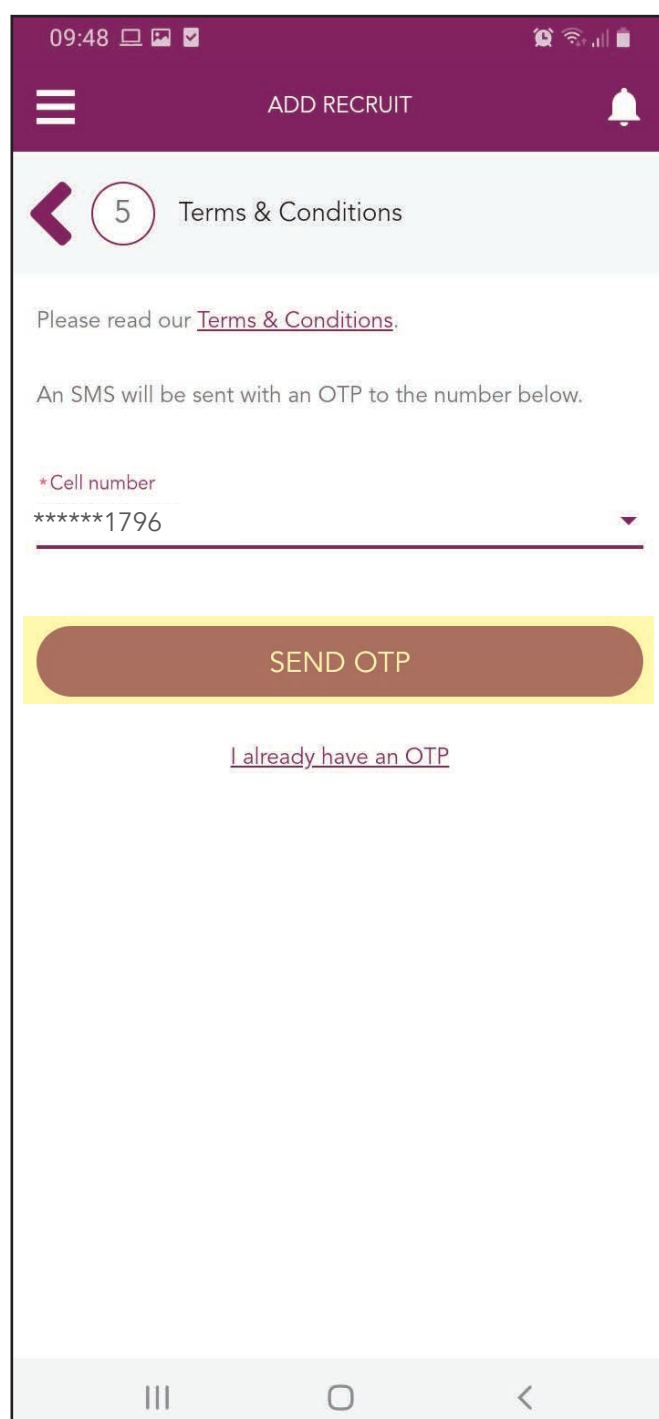 09:48
ADD RECRUIT
5 Terms & Conditions
Please read our Terms & Conditions.
An SMS will be sent with an OTP to the number below.
*Cell number
******1796
SEND OTP
I already have an OTP